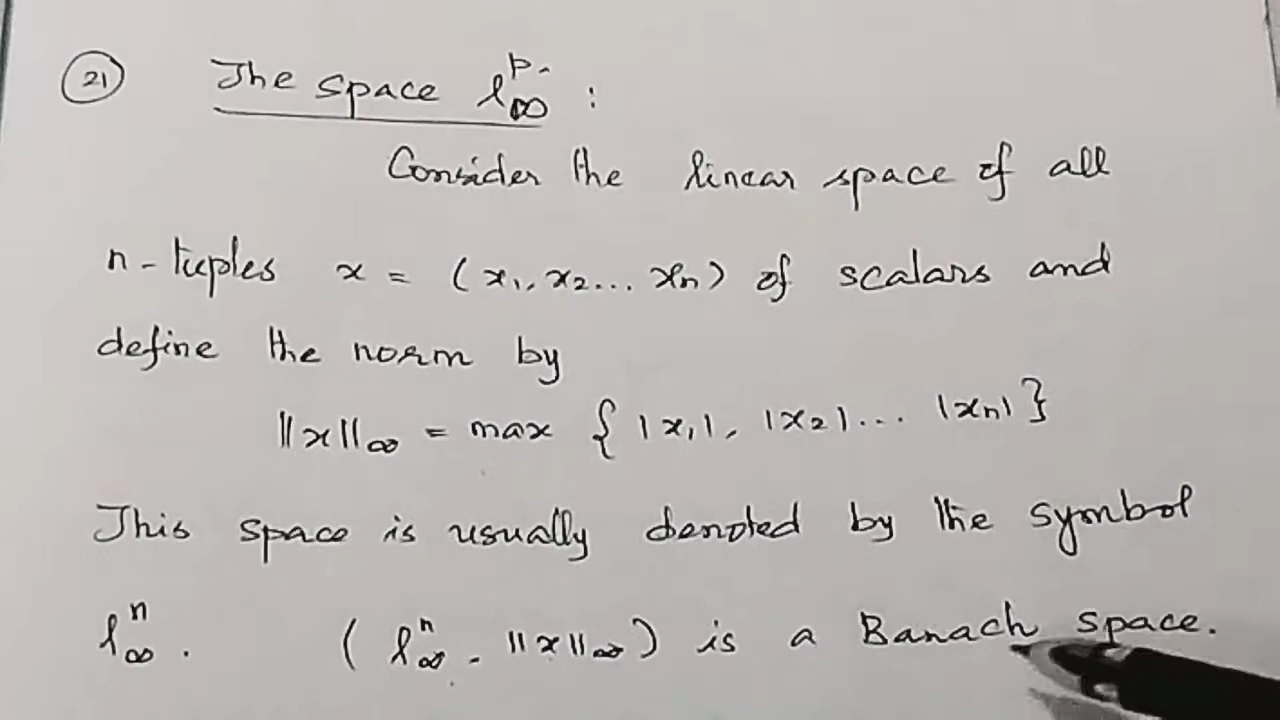 21 The space l^p_∞ :
Consider the linear space of all
n-tuples x = (x₁, x₂... xₙ) of scalars and
define the norm by
||x||_∞ = max { |x₁|, |x₂|... |xₙ| }
This space is usually denoted by the symbol
l^n_∞. (l^n_∞ - ||x||_∞) is a Banach space.